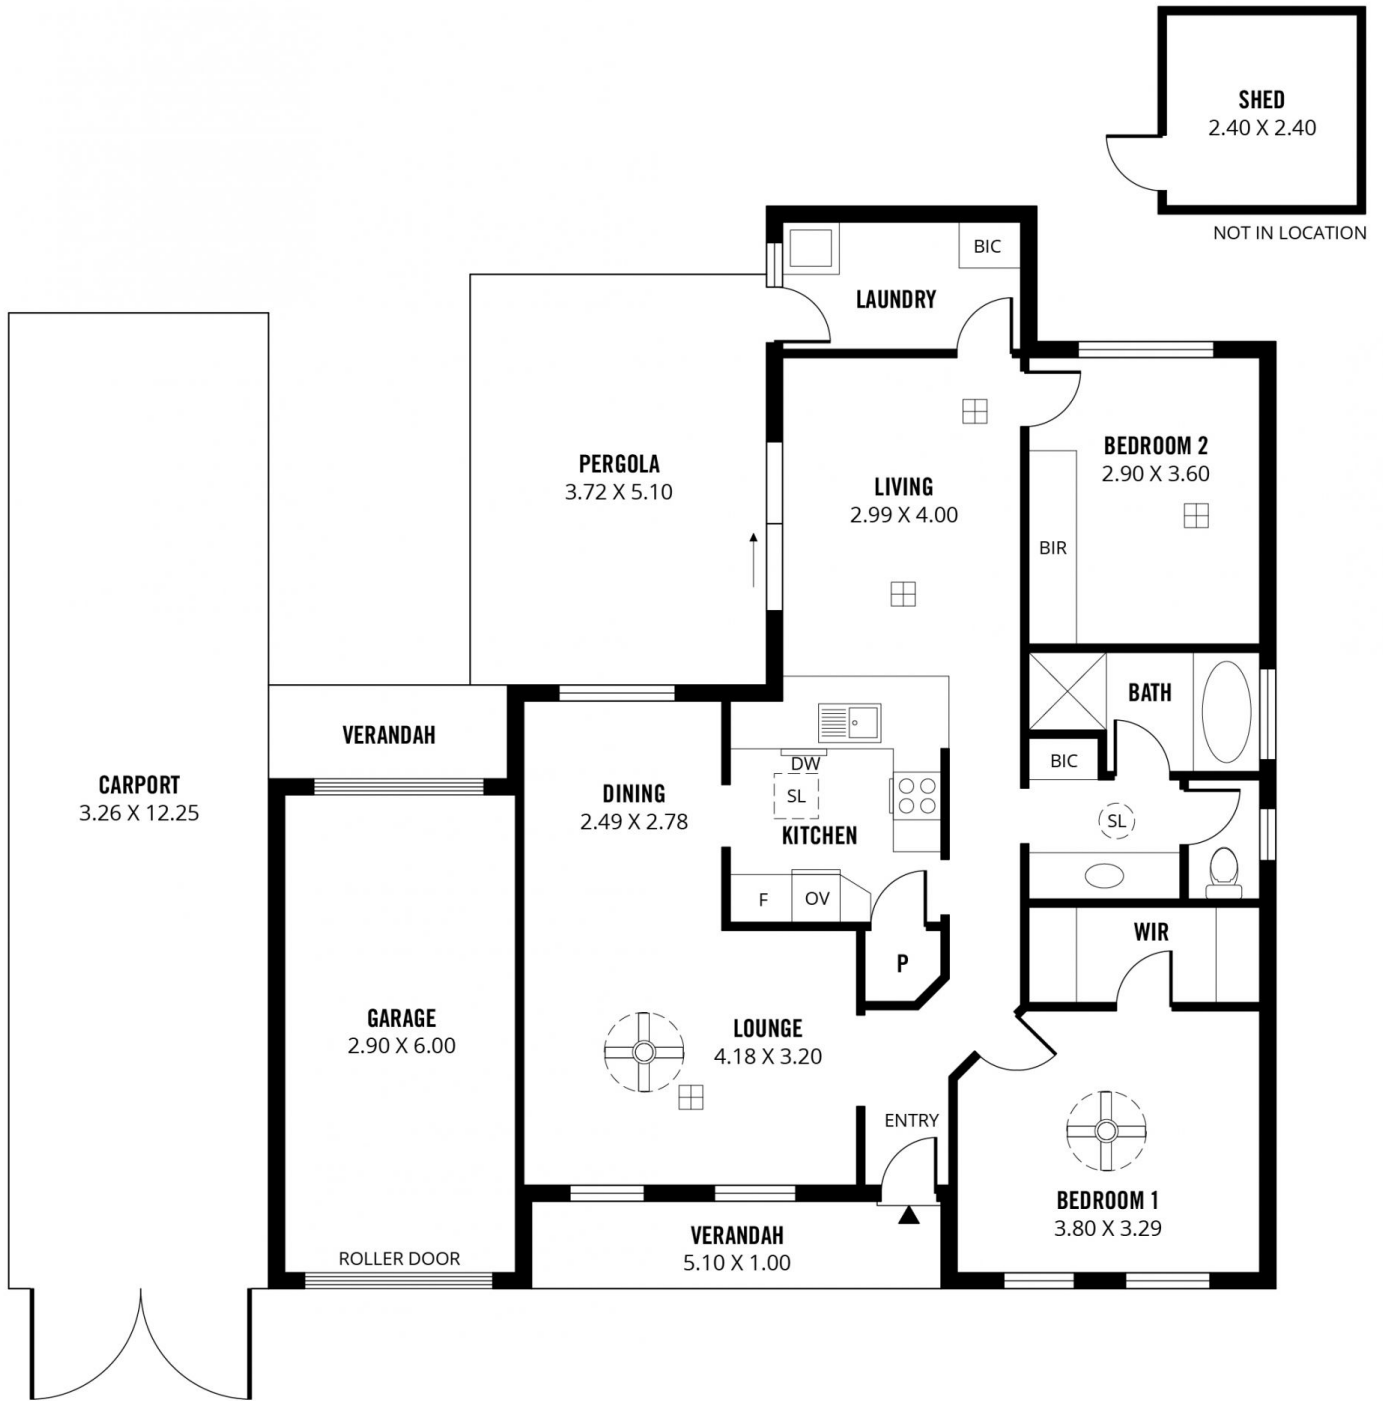 SHED
2.40 X 2.40
NOT IN LOCATION
BIC
LAUNDRY
PERGOLA
3.72 X 5.10
LIVING
2.99 X 4.00
BEDROOM 2
2.90 X 3.60
BIR
BATH
VERANDAH
CARPORT
3.26 X 12.25
DINING
2.49 X 2.78
DW
SL
KITCHEN
BIC
SL
F
OV
P
WIR
GARAGE
2.90 X 6.00
LOUNGE
4.18 X 3.20
ENTRY
BEDROOM 1
3.80 X 3.29
VERANDAH
5.10 X 1.00
ROLLER DOOR